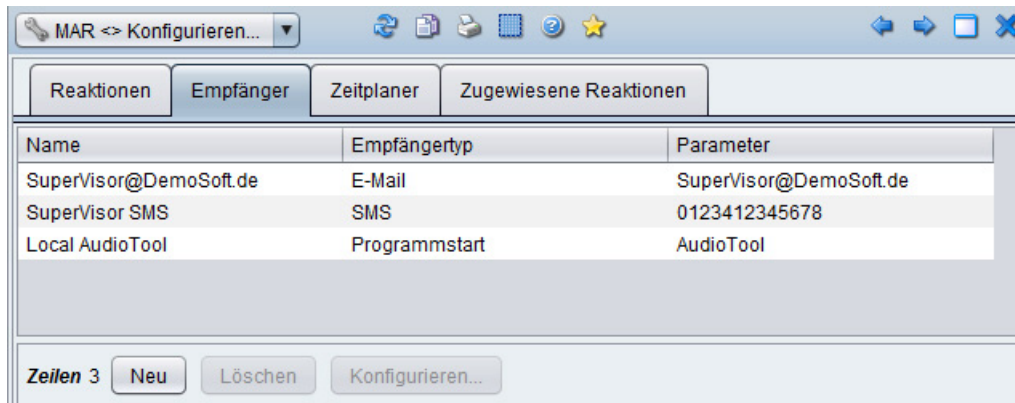 MAR <> Konfigurieren...
Reaktionen Empfänger Zeitplaner Zugewiesene Reaktionen
Name Empfängertyp Parameter
SuperVisor@DemoSoft.de E-Mail SuperVisor@DemoSoft.de
SuperVisor SMS SMS 0123412345678
Local AudioTool Programmstart AudioTool
Zeilen 3 Neu Löschen Konfigurieren...